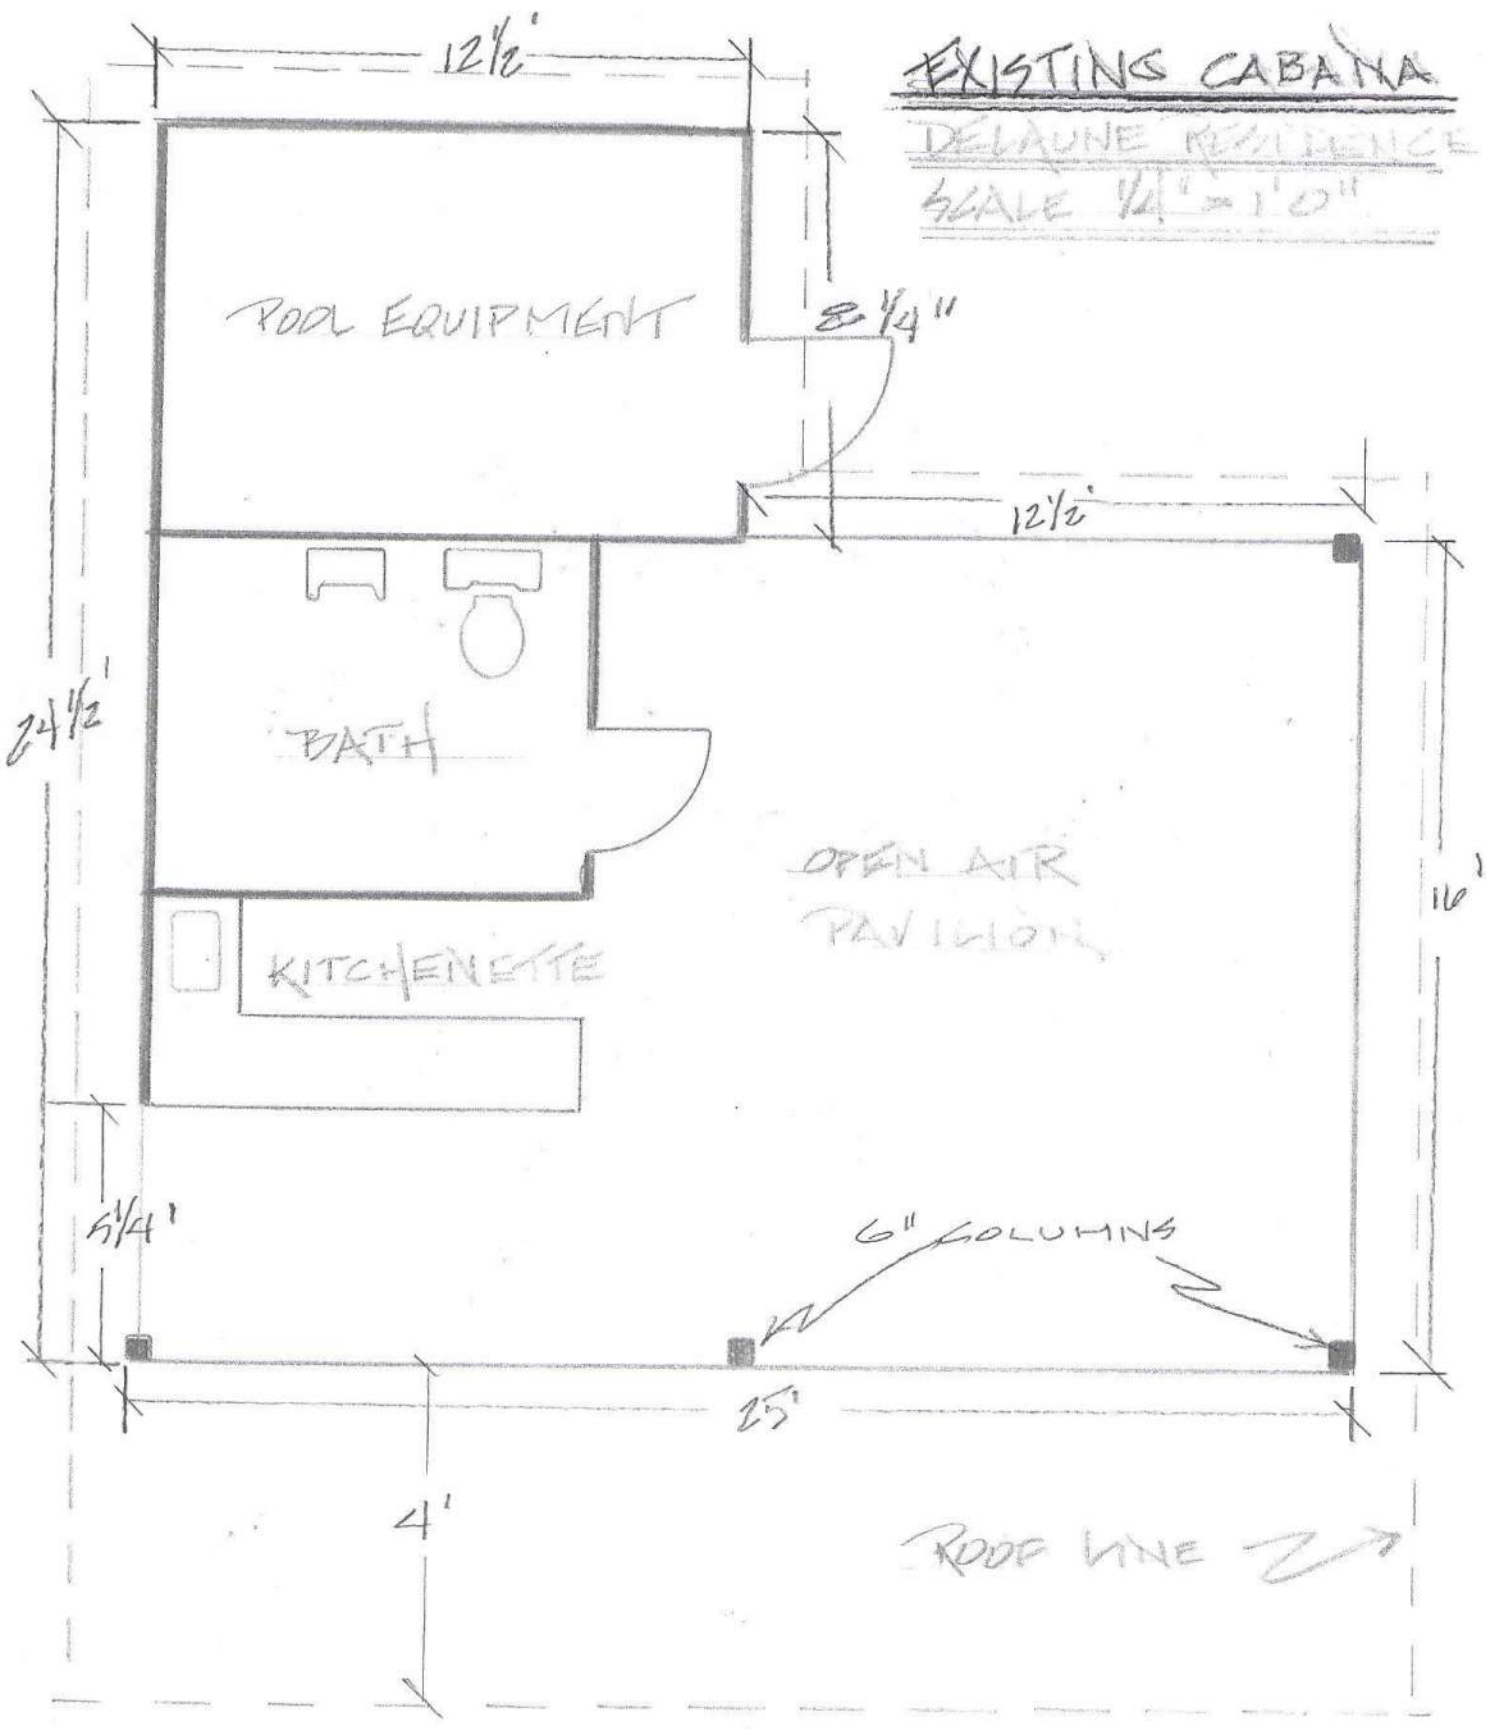 12 1/2'
EXISTING CABANA
DELAUNE RESIDENCE
SCALE 1/4" = 1'0"
POOL EQUIPMENT
8 1/4"
12 1/2'
24 1/2'
BATH
OPEN AIR
PAVILION
16'
KITCHENETTE
5 1/4'
6" COLUMNS
25'
4'
ROOF LINE